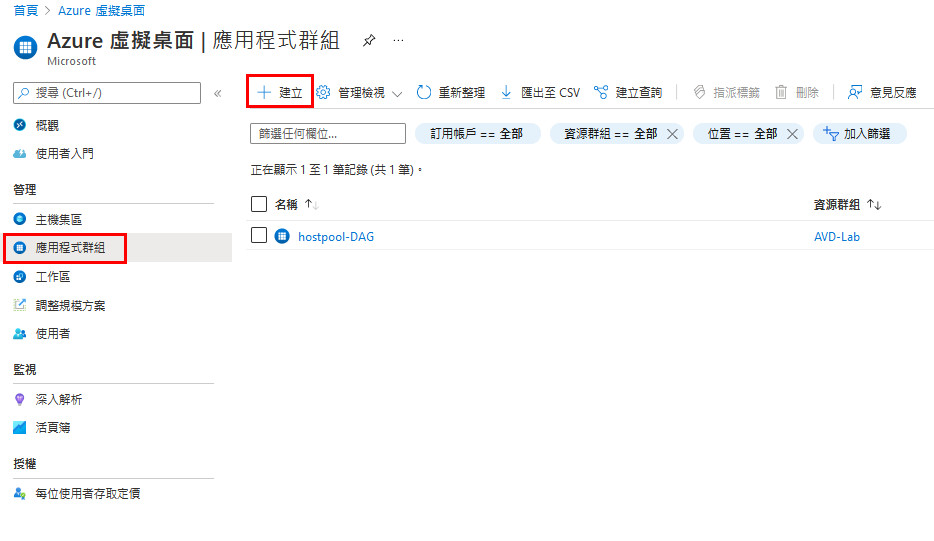 首頁 > Azure 虛擬桌面
Azure 虛擬桌面 | 應用程式群組
Microsoft
搜尋 (Ctrl+/)
«
概觀
使用者入門
管理
主機集區
應用程式群組
工作區
調整規模方案
使用者
監視
深入解析
活頁簿
授權
每位使用者存取定價
建立 管理檢視 重新整理 匯出至 CSV 建立查詢 指派標籤 刪除 意見反應
篩選任何欄位... 訂用帳戶 == 全部 資源群組 == 全部 位置 == 全部 加入篩選
正在顯示 1 至 1 筆記錄 (共 1 筆)。
名稱 ↑↓ 資源群組 ↑↓
hostpool-DAG AVD-Lab